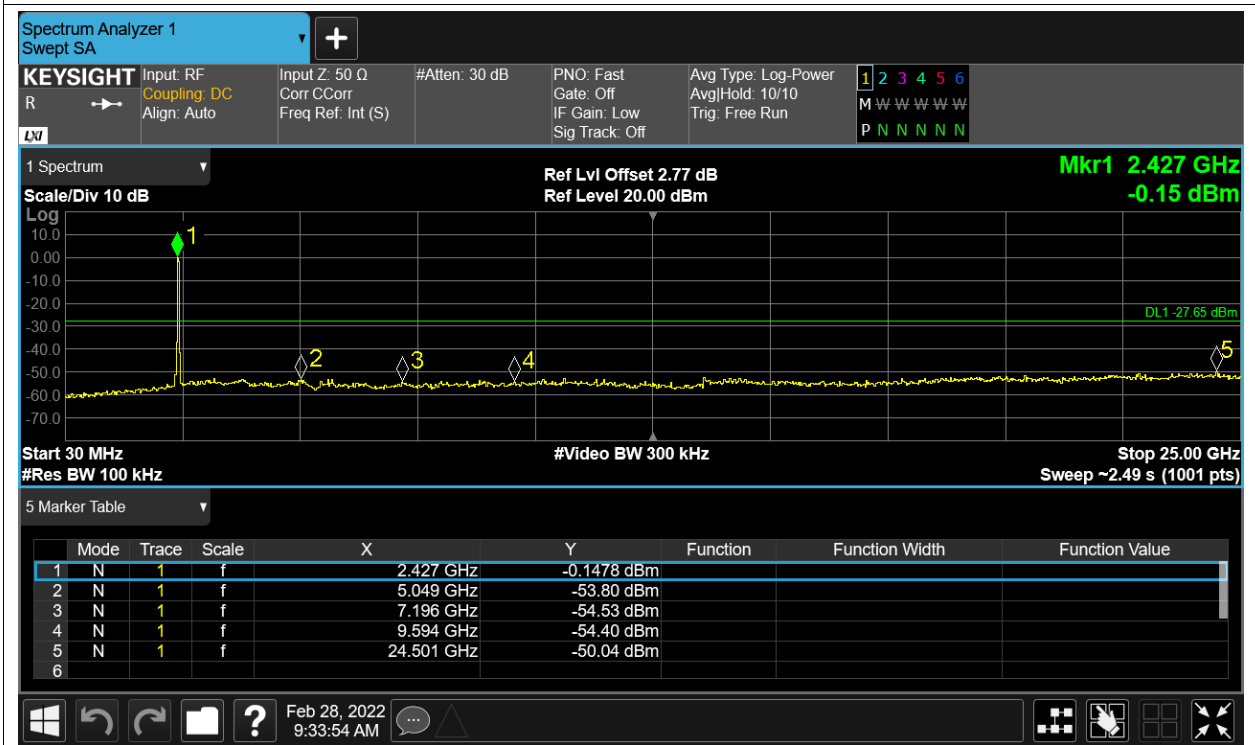 Spectrum Analyzer 1
Swept SA
KEYSIGHT
R
LXI
Input: RF
Coupling: DC
Align: Auto
Input Z: 50 Ω
Corr CCorr
Freq Ref: Int (S)
#Atten: 30 dB
PNO: Fast
Gate: Off
IF Gain: Low
Sig Track: Off
Avg Type: Log-Power
Avg|Hold: 10/10
Trig: Free Run
1 2 3 4 5 6
M W W W W W
P N N N N N
1 Spectrum
Scale/Div 10 dB
Ref Lvl Offset 2.77 dB
Ref Level 20.00 dBm
Mkr1 2.427 GHz
-0.15 dBm
Log
10.0
0.00
-10.0
-20.0
-30.0
-40.0
-50.0
-60.0
-70.0
1
2
3
4
5
DL1 -27.65 dBm
Start 30 MHz
#Video BW 300 kHz
Stop 25.00 GHz
#Res BW 100 kHz
Sweep ~2.49 s (1001 pts)
5 Marker Table
Mode Trace Scale X Y Function Function Width Function Value
1 N 1 f 2.427 GHz -0.1478 dBm
2 N 1 f 5.049 GHz -53.80 dBm
3 N 1 f 7.196 GHz -54.53 dBm
4 N 1 f 9.594 GHz -54.40 dBm
5 N 1 f 24.501 GHz -50.04 dBm
6
?
Feb 28, 2022
9:33:54 AM